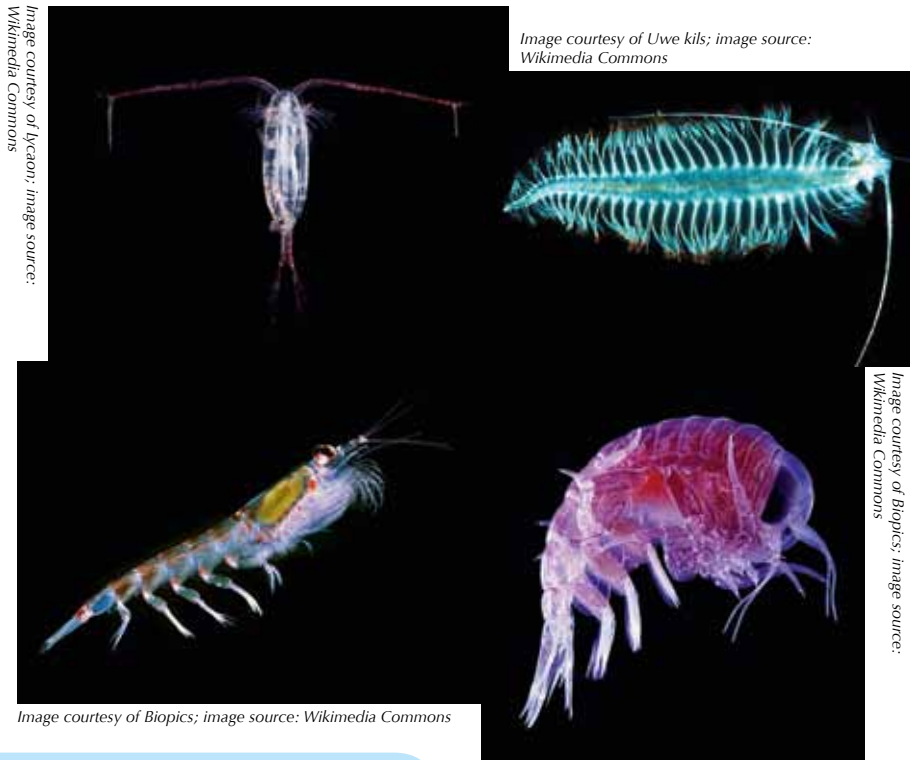 Image courtesy of lycaon; image source:
Wikimedia Commons
Image courtesy of Uwe kils; image source:
Wikimedia Commons
Image courtesy of Biopics; image source: Wikimedia Commons
Image courtesy of Biopics; image source:
Wikimedia Commons